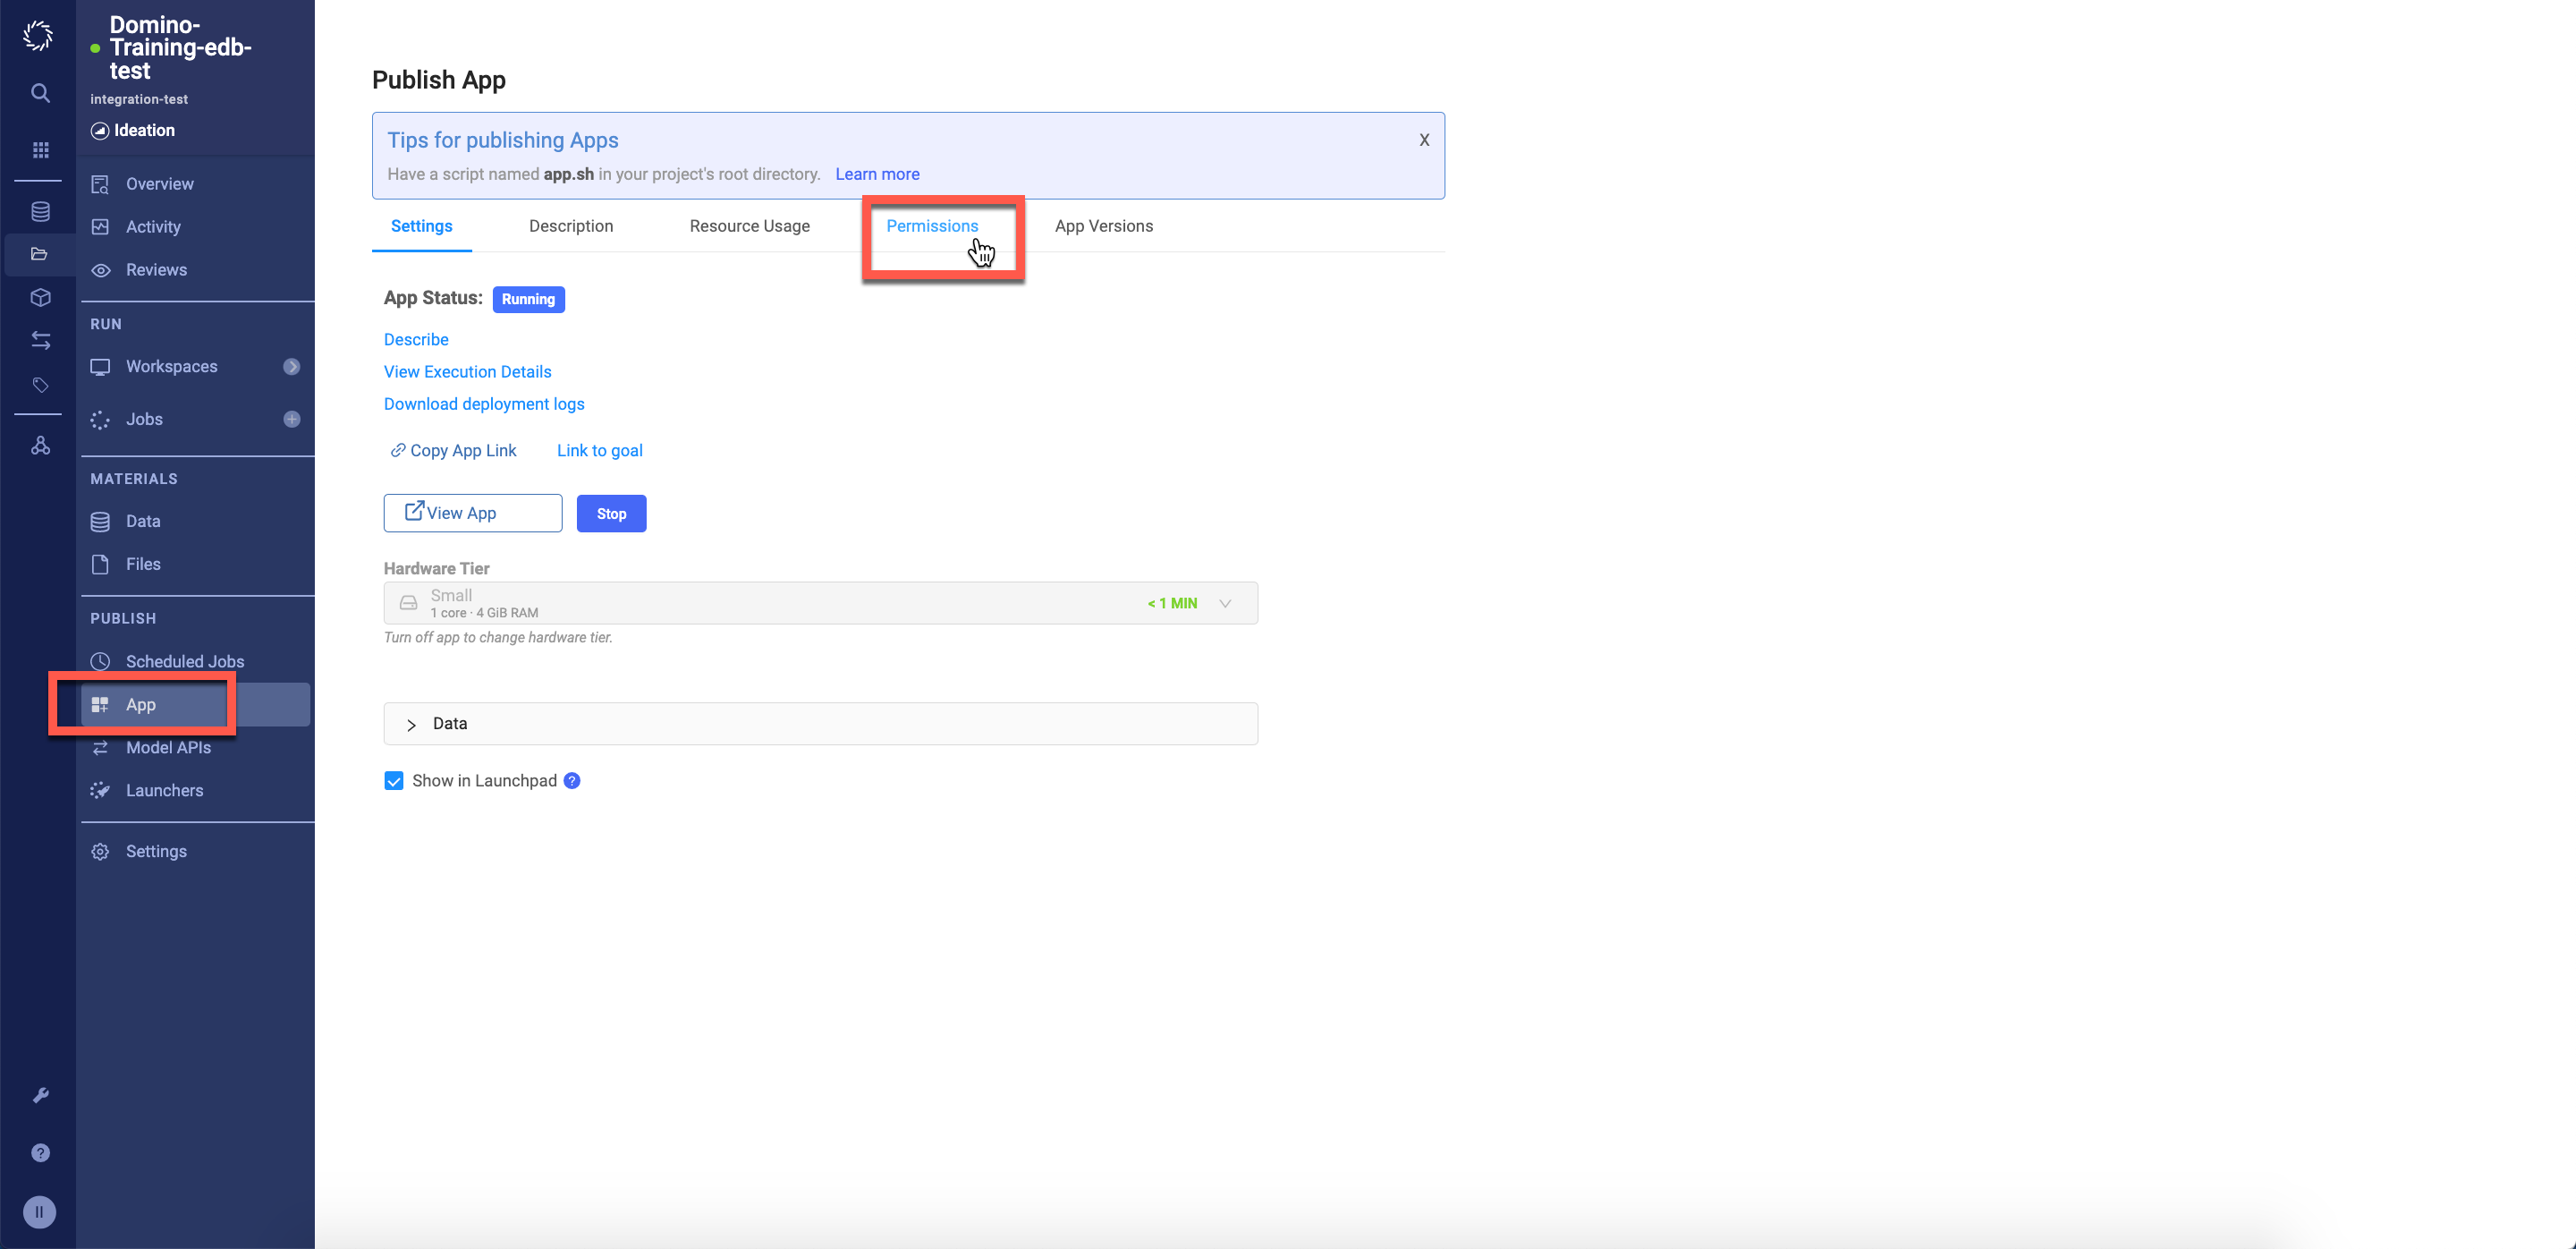 Domino-
Training-edb-
test
integration-test
Ideation
Overview
Activity
Reviews
RUN
Workspaces
Jobs
MATERIALS
Data
Files
PUBLISH
Scheduled Jobs
App
Model APIs
Launchers
Settings
?
II
Publish App
Tips for publishing Apps
X
Have a script named app.sh in your project's root directory. Learn more
Settings Description Resource Usage Permissions App Versions
App Status: Running
Describe
View Execution Details
Download deployment logs
Copy App Link Link to goal
View App Stop
Hardware Tier
Small
1 core · 4 GiB RAM
< 1 MIN
Turn off app to change hardware tier.
Data
Show in Launchpad ?